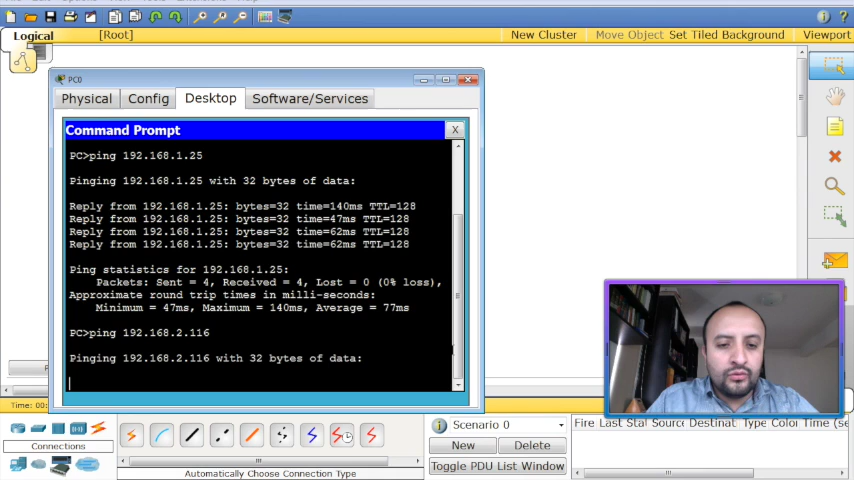 Logical
[Root]
New Cluster
Move Object
Set Tiled Background
Viewport
PC0
Physical
Config
Desktop
Software/Services
Command Prompt
X
PC>ping 192.168.1.25
Pinging 192.168.1.25 with 32 bytes of data:
Reply from 192.168.1.25: bytes=32 time=140ms TTL=128
Reply from 192.168.1.25: bytes=32 time=47ms TTL=128
Reply from 192.168.1.25: bytes=32 time=62ms TTL=128
Reply from 192.168.1.25: bytes=32 time=62ms TTL=128
Ping statistics for 192.168.1.25:
Packets: Sent = 4, Received = 4, Lost = 0 (0% loss),
Approximate round trip times in milli-seconds:
Minimum = 47ms, Maximum = 140ms, Average = 77ms
PC>ping 192.168.2.116
Pinging 192.168.2.116 with 32 bytes of data:
Time: 00:
Connections
Automatically Choose Connection Type
Scenario 0
New
Delete
Toggle PDU List Window
Fire Last Stat Source Destinat Type Color Time (se